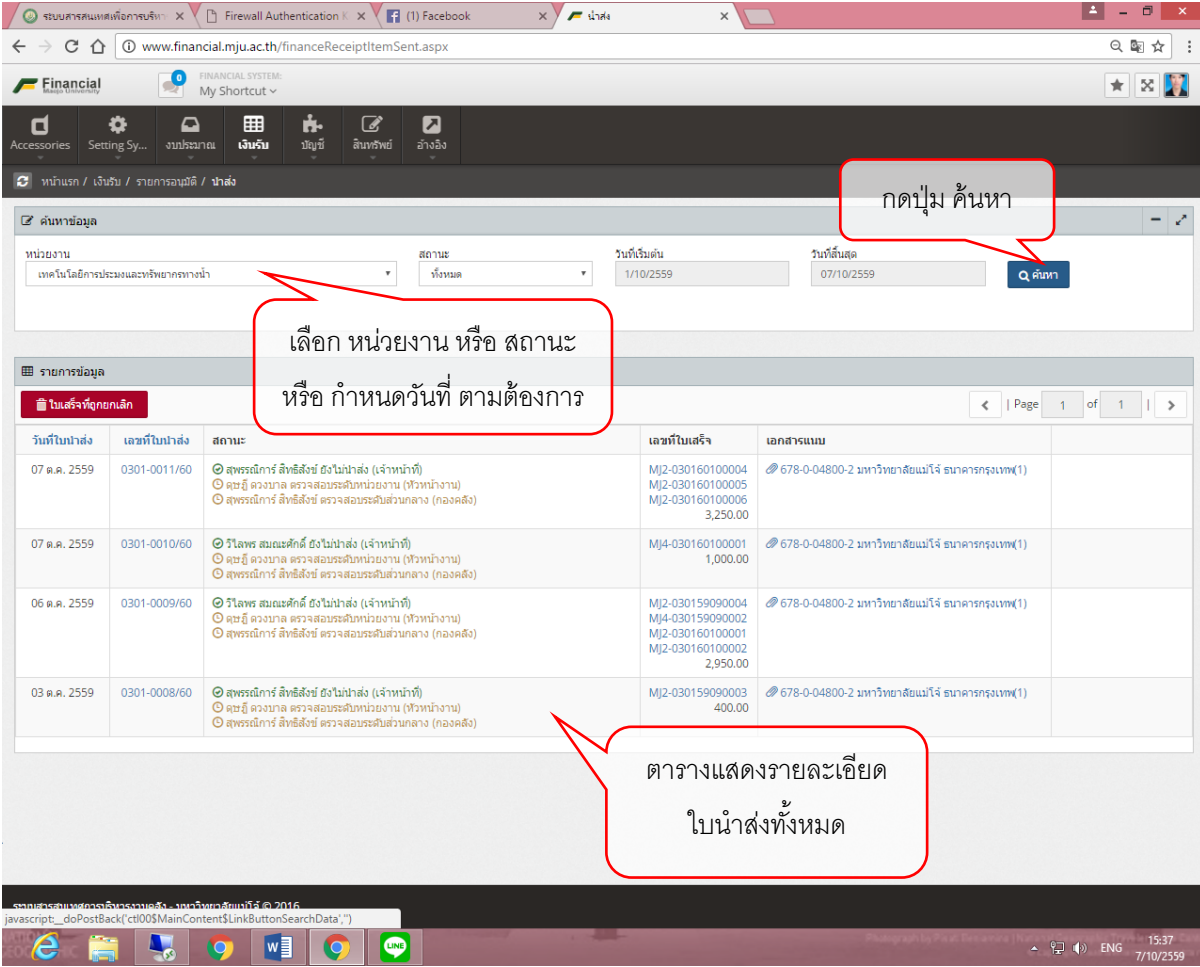 ระบบสารสนเทศเพื่อการบริหา
Firewall Authentication K
(1) Facebook
นำส่ง
www.financial.mju.ac.th/financeReceiptItemSent.aspx
Financial
Maejo University
0
FINANCIAL SYSTEM:
My Shortcut
Accessories
Setting Sy...
งบประมาณ
เงินรับ
บัญชี
สินทรัพย์
อ้างอิง
หน้าแรก / เงินรับ / รายการอนุมัติ / นำส่ง
กดปุ่ม ค้นหา
ค้นหาข้อมูล
หน่วยงาน
สถานะ
วันที่เริ่มต้น
วันที่สิ้นสุด
เทคโนโลยีการประมงและทรัพยากรทางน้ำ
ทั้งหมด
1/10/2559
07/10/2559
ค้นหา
เลือก หน่วยงาน หรือ สถานะ
หรือ กำหนดวันที่ ตามต้องการ
รายการข้อมูล
ใบเสร็จที่ถูกยกเลิก
| Page 1 of 1 |
วันที่ใบนำส่ง
เลขที่ใบนำส่ง
สถานะ
เลขที่ใบเสร็จ
เอกสารแนบ
07 ต.ค. 2559
0301-0011/60
สุพรรณิการ์ สิทธิสังข์ ยังไม่นำส่ง (เจ้าหน้าที่)
ดุษฎี ดวงบาล ตรวจสอบระดับหน่วยงาน (หัวหน้างาน)
สุพรรณิการ์ สิทธิสังข์ ตรวจสอบระดับส่วนกลาง (กองคลัง)
MJ2-030160100004
MJ2-030160100005
MJ2-030160100006
3,250.00
678-0-04800-2 มหาวิทยาลัยแม่โจ้ ธนาคารกรุงเทพ(1)
07 ต.ค. 2559
0301-0010/60
วิไลพร สมณะศักดิ์ ยังไม่นำส่ง (เจ้าหน้าที่)
ดุษฎี ดวงบาล ตรวจสอบระดับหน่วยงาน (หัวหน้างาน)
สุพรรณิการ์ สิทธิสังข์ ตรวจสอบระดับส่วนกลาง (กองคลัง)
MJ4-030160100001
1,000.00
678-0-04800-2 มหาวิทยาลัยแม่โจ้ ธนาคารกรุงเทพ(1)
06 ต.ค. 2559
0301-0009/60
วิไลพร สมณะศักดิ์ ยังไม่นำส่ง (เจ้าหน้าที่)
ดุษฎี ดวงบาล ตรวจสอบระดับหน่วยงาน (หัวหน้างาน)
สุพรรณิการ์ สิทธิสังข์ ตรวจสอบระดับส่วนกลาง (กองคลัง)
MJ2-030159090004
MJ4-030159090002
MJ2-030160100001
MJ2-030160100002
2,950.00
678-0-04800-2 มหาวิทยาลัยแม่โจ้ ธนาคารกรุงเทพ(1)
03 ต.ค. 2559
0301-0008/60
สุพรรณิการ์ สิทธิสังข์ ยังไม่นำส่ง (เจ้าหน้าที่)
ดุษฎี ดวงบาล ตรวจสอบระดับหน่วยงาน (หัวหน้างาน)
สุพรรณิการ์ สิทธิสังข์ ตรวจสอบระดับส่วนกลาง (กองคลัง)
MJ2-030159090003
400.00
678-0-04800-2 มหาวิทยาลัยแม่โจ้ ธนาคารกรุงเทพ(1)
ตารางแสดงรายละเอียด
ใบนำส่งทั้งหมด
ระบบสารสนเทศการบริหารงานคลัง - มหาวิทยาลัยแม่โจ้ © 2016
javascript:__doPostBack('ctl00$MainContent$LinkButtonSearchData','')
LINE
ENG
15:37
7/10/2559